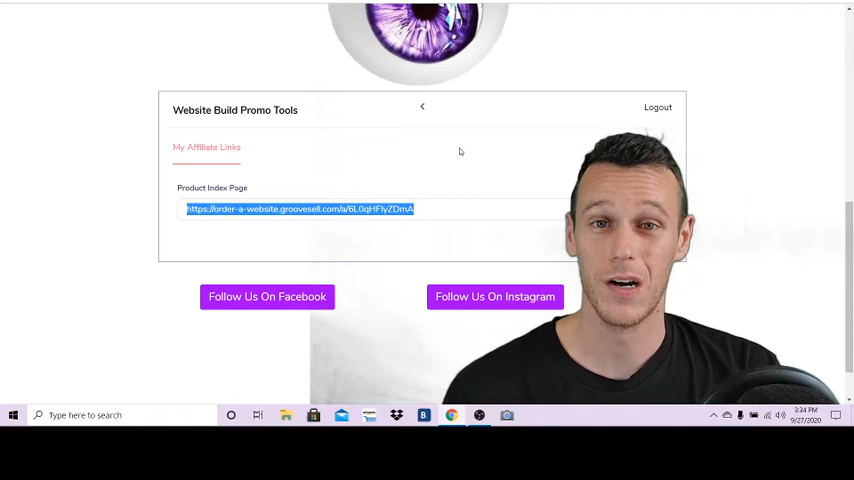 Website Build Promo Tools
Logout
My Affiliate Links
Product Index Page
https://order-a-website.groovesell.com/a/6L0qHFIyZDmA
Follow Us On Facebook
Follow Us On Instagram
Type here to search
3:34 PM
9/27/2020